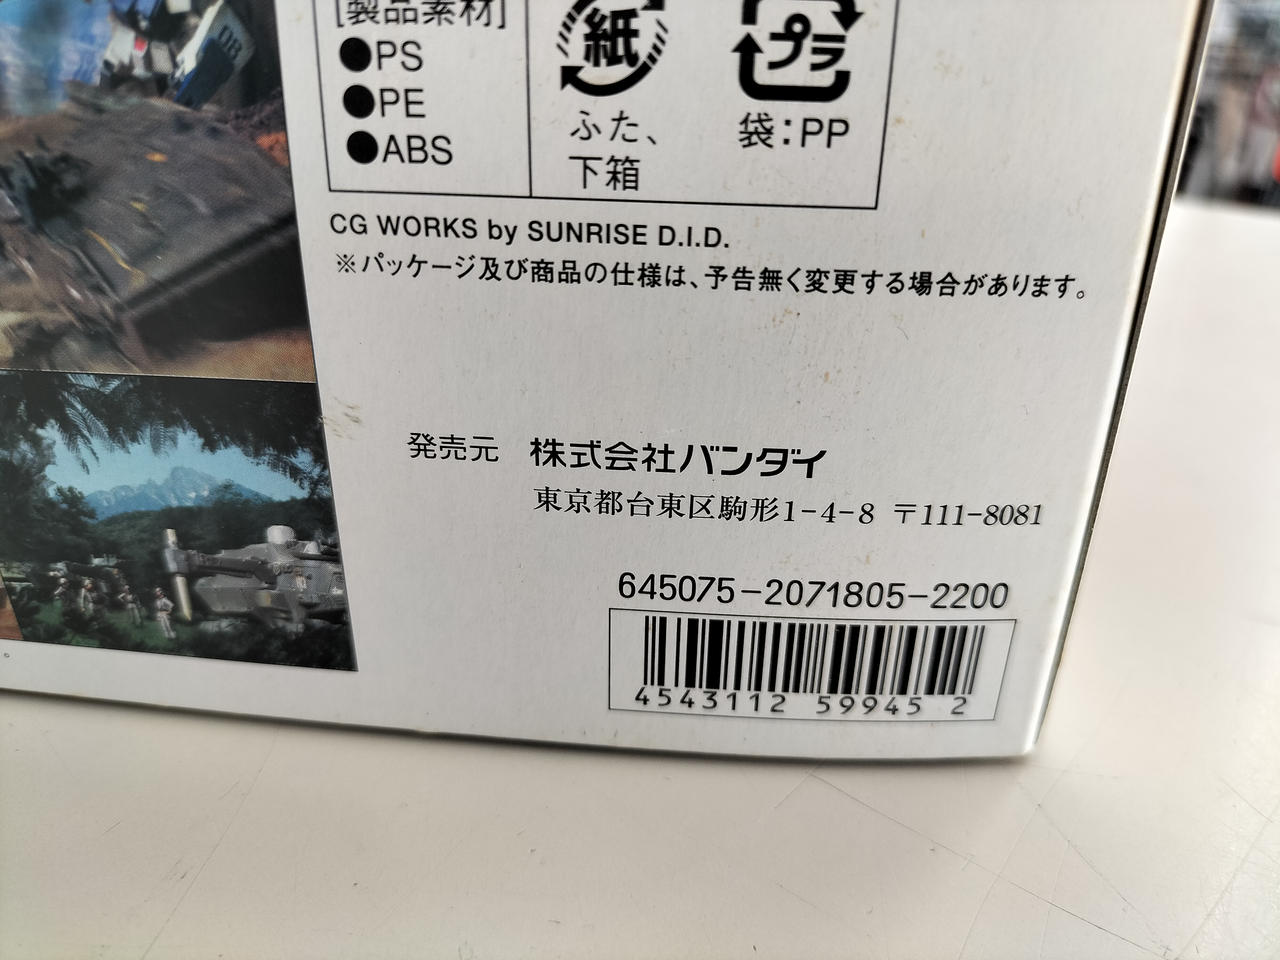 [製品素材]
●PS
●PE
●ABS
紙
ふた、
下箱
プラ
袋：PP
CG WORKS by SUNRISE D.I.D.
※パッケージ及び商品の仕様は、予告無く変更する場合があります。
発売元 株式会社バンダイ
東京都台東区駒形1-4-8 〒111-8081
645075-2071805-2200
4543112 59945 2